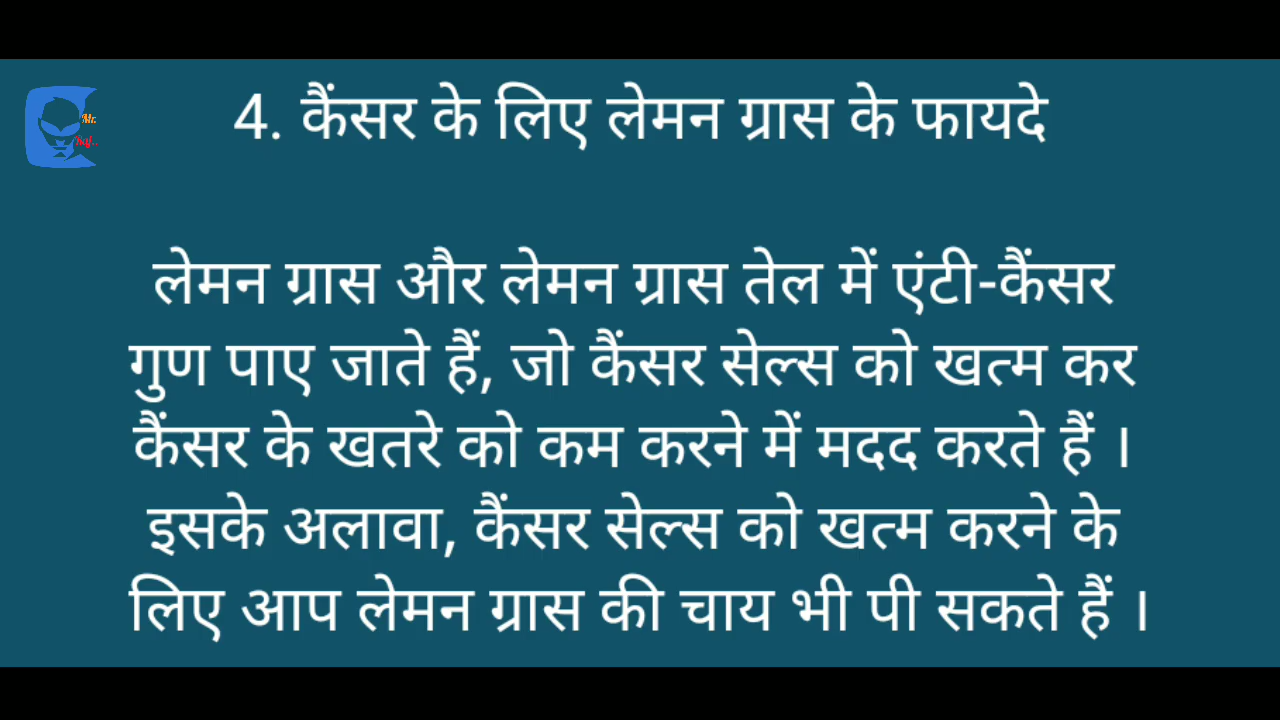 Mr.
4. कैंसर के लिए लेमन ग्रास के फायदे
लेमन ग्रास और लेमन ग्रास तेल में एंटी-कैंसर
गुण पाए जाते हैं, जो कैंसर सेल्स को खत्म कर
कैंसर के खतरे को कम करने में मदद करते हैं ।
इसके अलावा, कैंसर सेल्स को खत्म करने के
लिए आप लेमन ग्रास की चाय भी पी सकते हैं ।